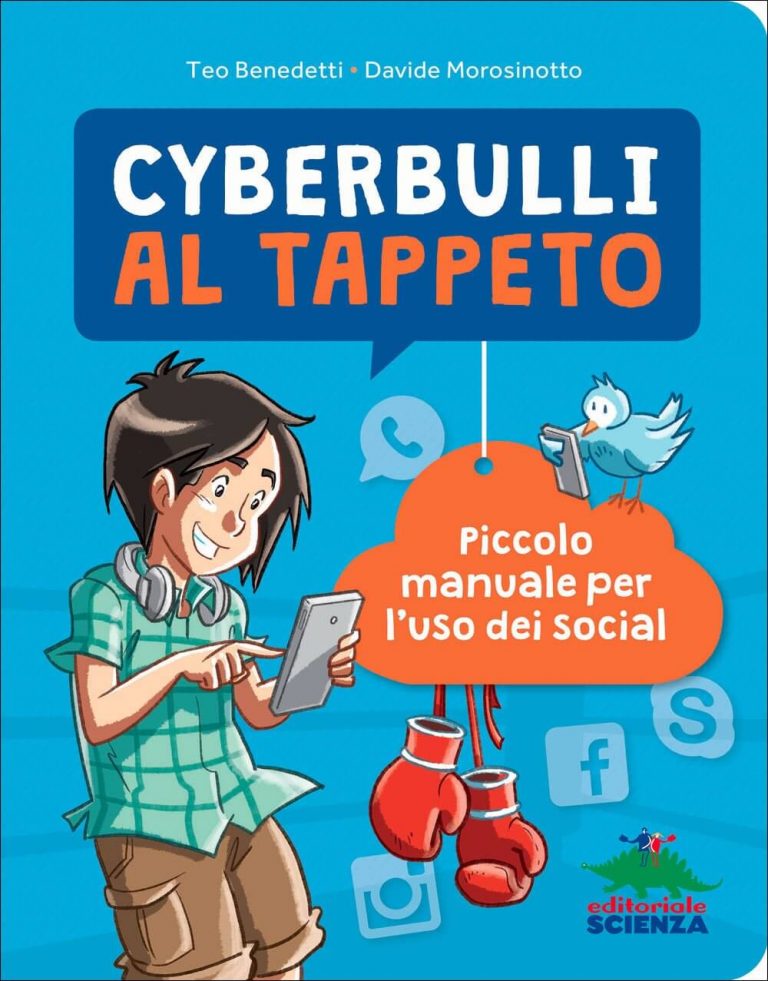 Teo Benedetti • Davide Morosinotto
CYBERBULLI
AL TAPPETO
Piccolo
manuale per
l'uso dei social
editoriale
SCIENZA